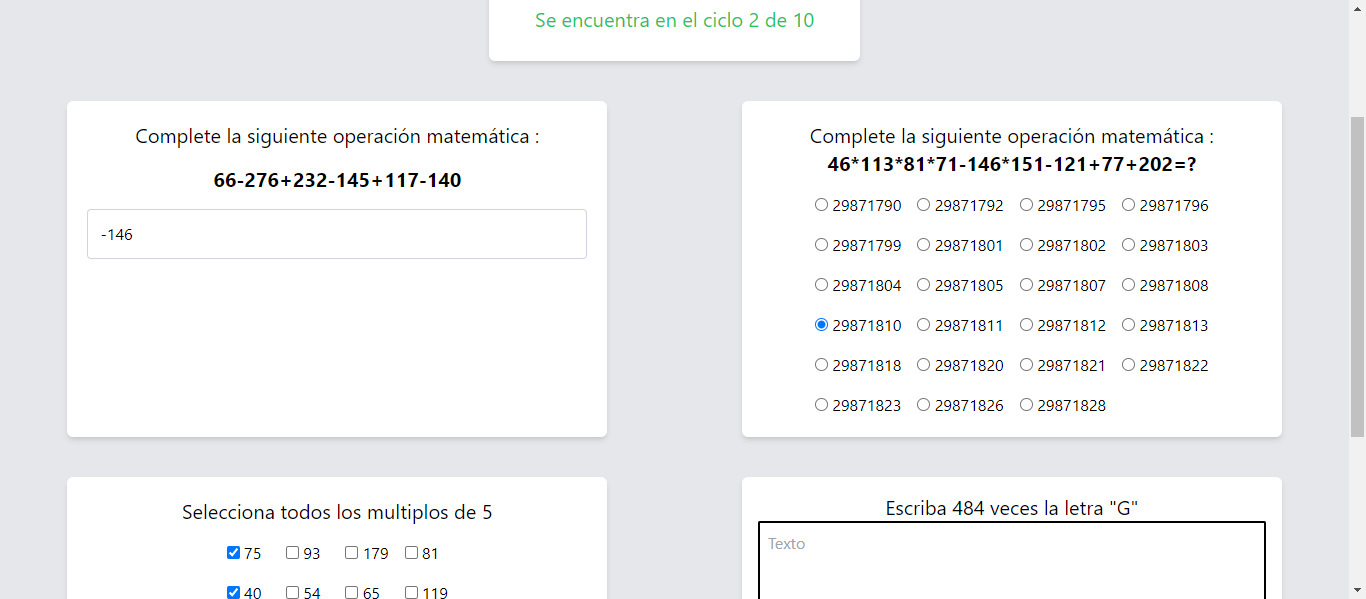 Se encuentra en el ciclo 2 de 10
Complete la siguiente operación matemática :
66-276+232-145+117-140
-146
Complete la siguiente operación matemática :
46*113*81*71-146*151-121+77+202=?
29871790 29871792 29871795 29871796
29871799 29871801 29871802 29871803
29871804 29871805 29871807 29871808
29871810 29871811 29871812 29871813
29871818 29871820 29871821 29871822
29871823 29871826 29871828
Selecciona todos los multiplos de 5
75 93 179 81
40 54 65 119
Escriba 484 veces la letra "G"
Texto